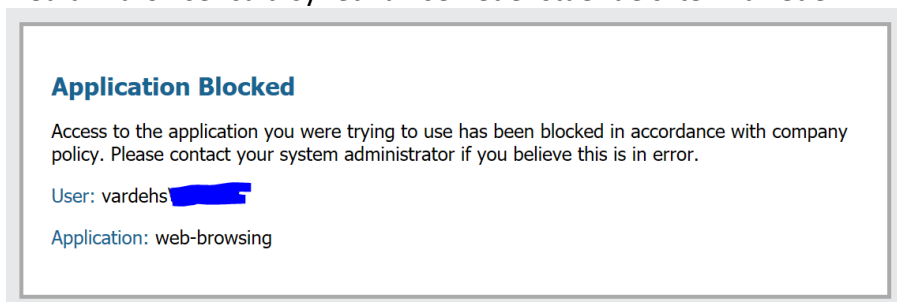 Application Blocked
Access to the application you were trying to use has been blocked in accordance with company
policy. Please contact your system administrator if you believe this is in error.
User: vardehs
Application: web-browsing